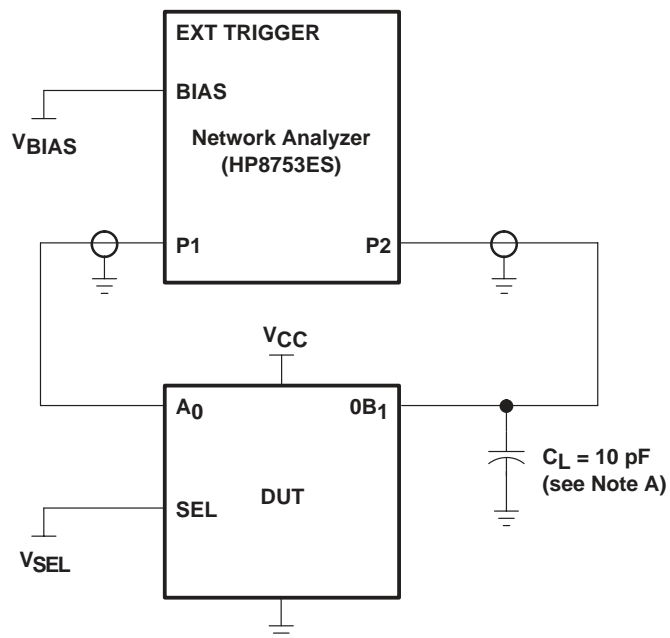 EXT TRIGGER
BIAS
VBIAS
Network Analyzer
(HP8753ES)
P1
P2
VCC
A0
0B1
CL = 10 pF
(see Note A)
SEL
DUT
VSEL